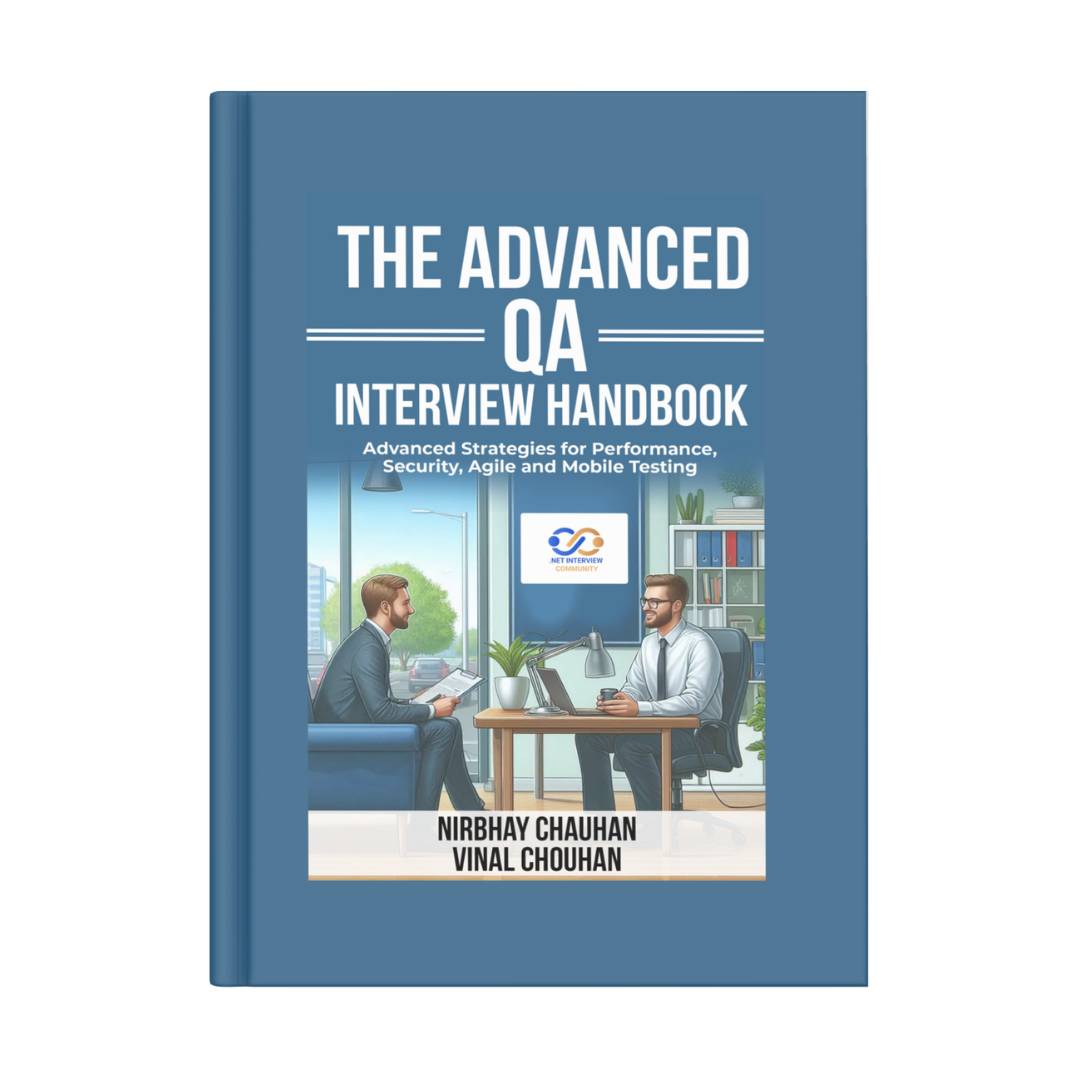 THE ADVANCED
QA
INTERVIEW HANDBOOK
Advanced Strategies for Performance,
Security, Agile and Mobile Testing
.NET INTERVIEW
COMMUNITY
NIRBHAY CHAUHAN
VINAL CHOUHAN